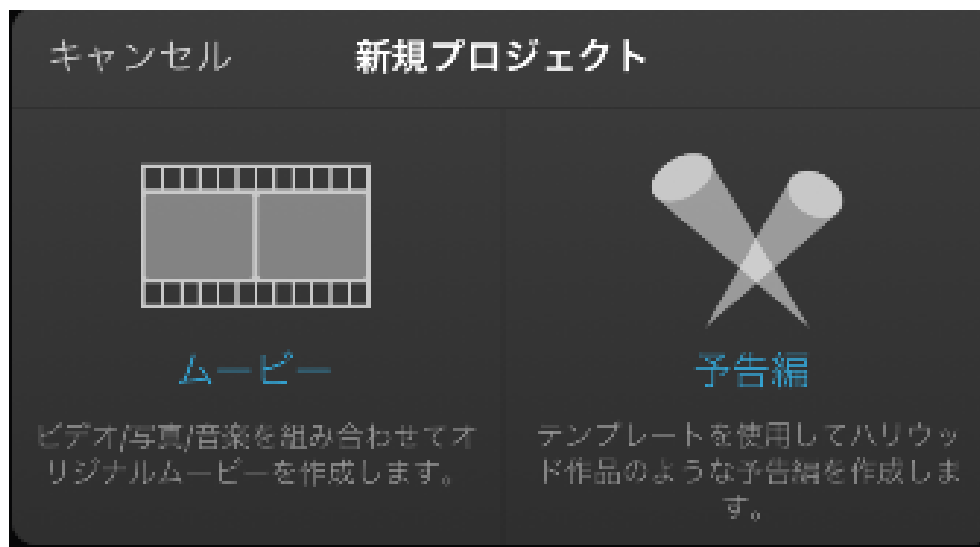 キャンセル
新規プロジェクト
ムービー
ビデオ/写真/音楽を組み合わせてオ
リジナルムービーを作成します。
予告編
テンプレートを使用してハリウッ
ド作品のような予告編を作成しま
す。